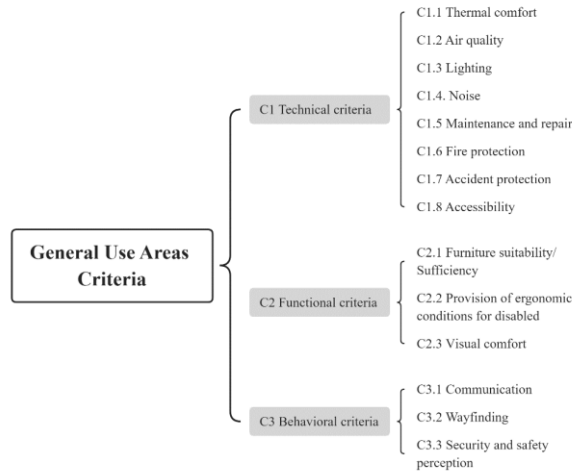 General Use Areas
Criteria
C1 Technical criteria
C1.1 Thermal comfort
C1.2 Air quality
C1.3 Lighting
C1.4. Noise
C1.5 Maintenance and repair
C1.6 Fire protection
C1.7 Accident protection
C1.8 Accessibility
C2 Functional criteria
C2.1 Furniture suitability/
Sufficiency
C2.2 Provision of ergonomic
conditions for disabled
C2.3 Visual comfort
C3 Behavioral criteria
C3.1 Communication
C3.2 Wayfinding
C3.3 Security and safety
perception